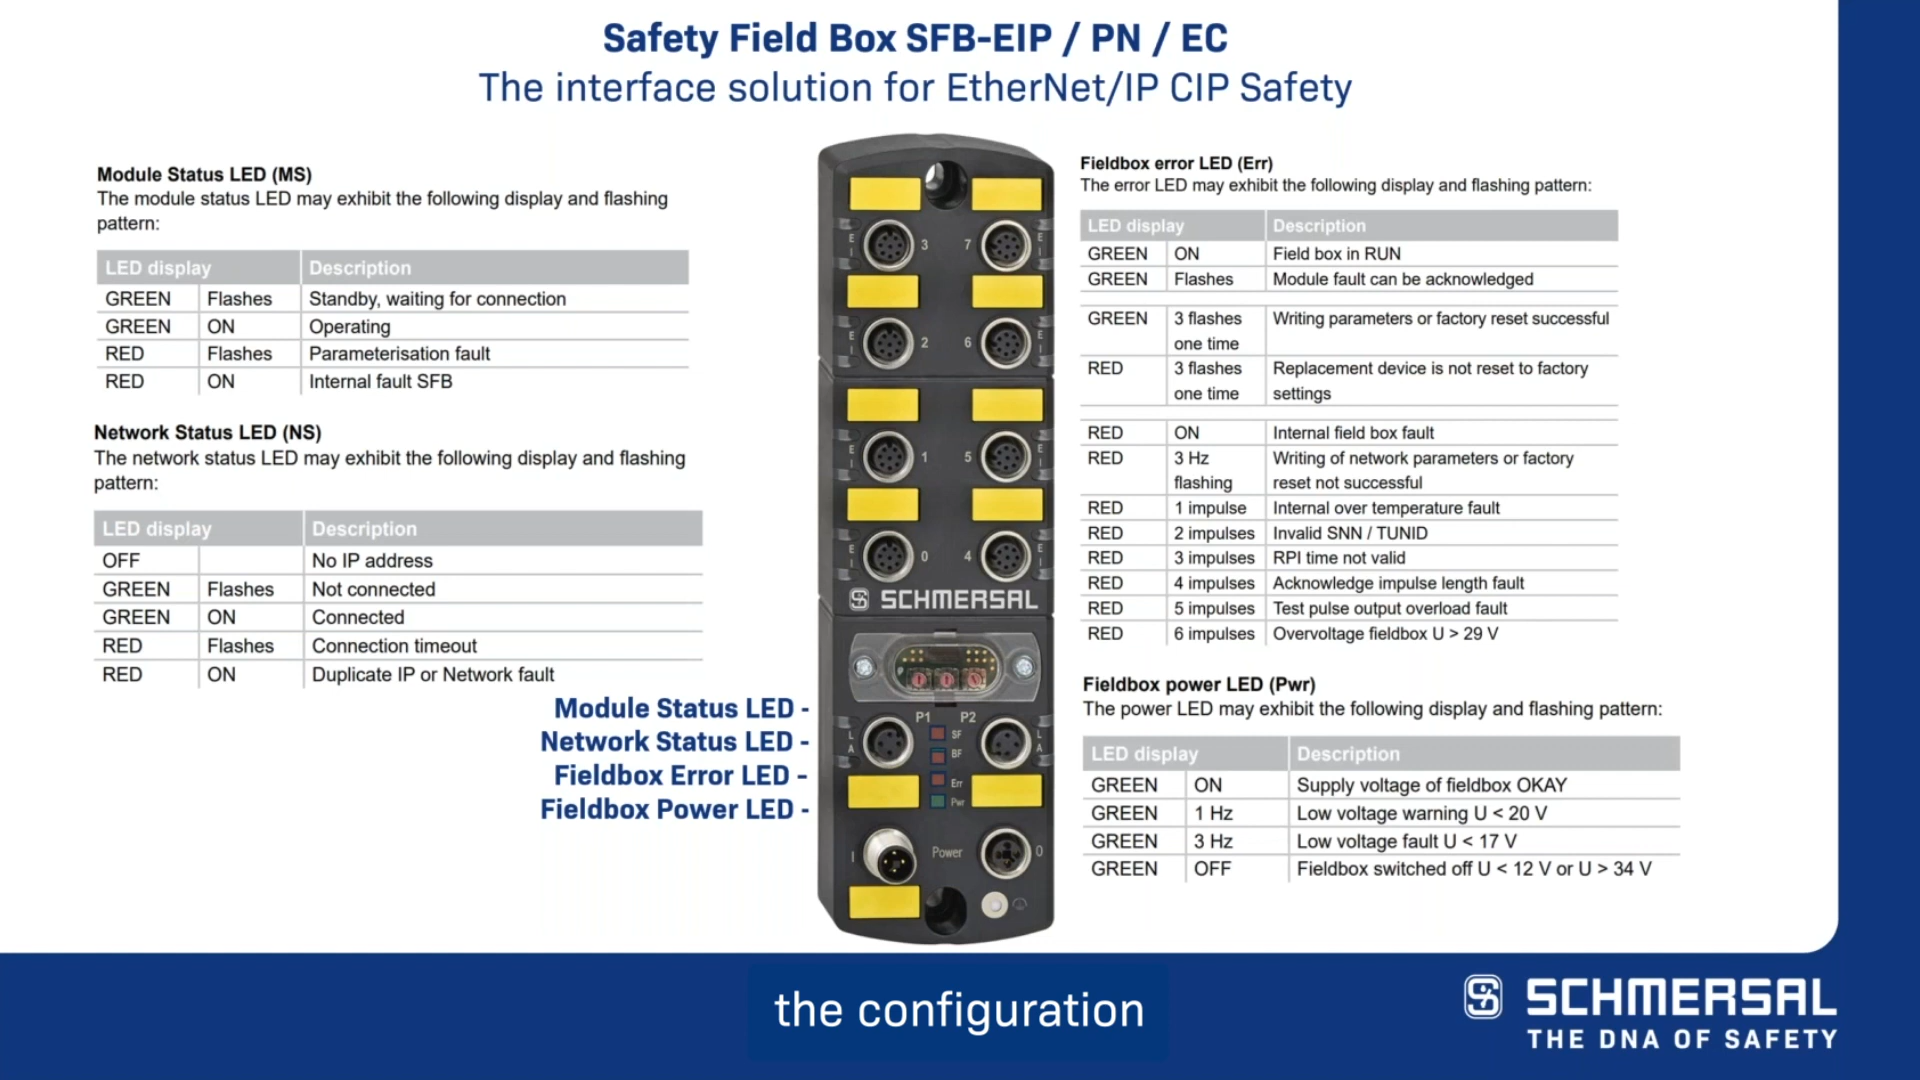 Safety Field Box SFB-EIP / PN / EC
The interface solution for EtherNet/IP CIP Safety
Module Status LED (MS)
The module status LED may exhibit the following display and flashing
pattern:
LED display Description
GREEN Flashes Standby, waiting for connection
GREEN ON Operating
RED Flashes Parameterisation fault
RED ON Internal fault SFB
Network Status LED (NS)
The network status LED may exhibit the following display and flashing
pattern:
LED display Description
OFF No IP address
GREEN Flashes Not connected
GREEN ON Connected
RED Flashes Connection timeout
RED ON Duplicate IP or Network fault
Module Status LED -
Network Status LED -
Fieldbox Error LED -
Fieldbox Power LED -
E I 3 7 E I
E I 2 6 E I
E I 1 5 E I
E I 0 4 E I
SCHMERSAL
P1 P2
L A SF L A
BF
Err
Pwr
I Power O
Fieldbox error LED (Err)
The error LED may exhibit the following display and flashing pattern:
LED display Description
GREEN ON Field box in RUN
GREEN Flashes Module fault can be acknowledged
GREEN 3 flashes Writing parameters or factory reset successful
one time
RED 3 flashes Replacement device is not reset to factory
one time settings
RED ON Internal field box fault
RED 3 Hz Writing of network parameters or factory
flashing reset not successful
RED 1 impulse Internal over temperature fault
RED 2 impulses Invalid SNN / TUNID
RED 3 impulses RPI time not valid
RED 4 impulses Acknowledge impulse length fault
RED 5 impulses Test pulse output overload fault
RED 6 impulses Overvoltage fieldbox U > 29 V
Fieldbox power LED (Pwr)
The power LED may exhibit the following display and flashing pattern:
LED display Description
GREEN ON Supply voltage of fieldbox OKAY
GREEN 1 Hz Low voltage warning U < 20 V
GREEN 3 Hz Low voltage fault U < 17 V
GREEN OFF Fieldbox switched off U < 12 V or U > 34 V
the configuration
SCHMERSAL
THE DNA OF SAFETY